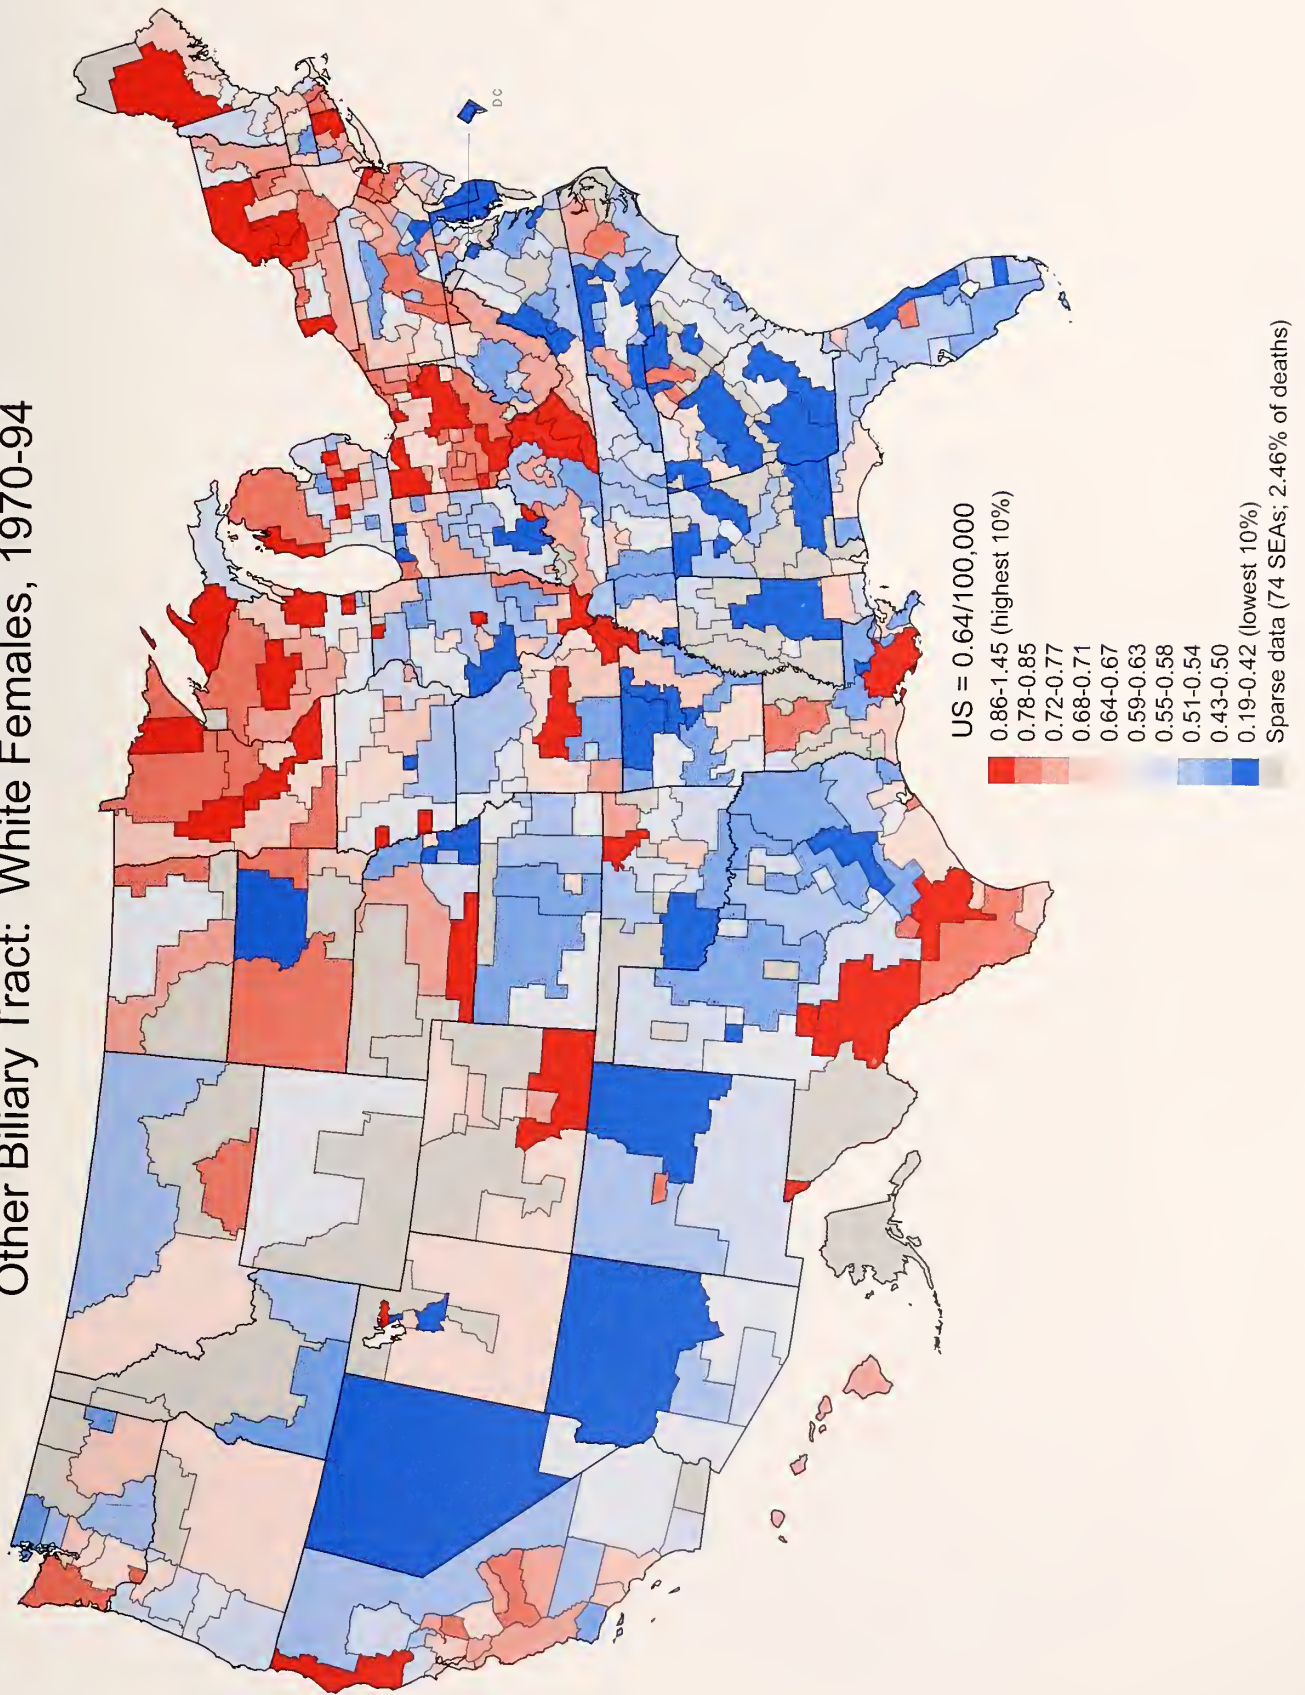 Other Biliary Tract: White Females, 1970-94
DC
US = 0.64/100,000
0.86-1.45 (highest 10%)
0.78-0.85
0.72-0.77
0.68-0.71
0.64-0.67
0.59-0.63
0.55-0.58
0.51-0.54
0.43-0.50
0.19-0.42 (lowest 10%)
Sparse data (74 SEAs; 2.46% of deaths)